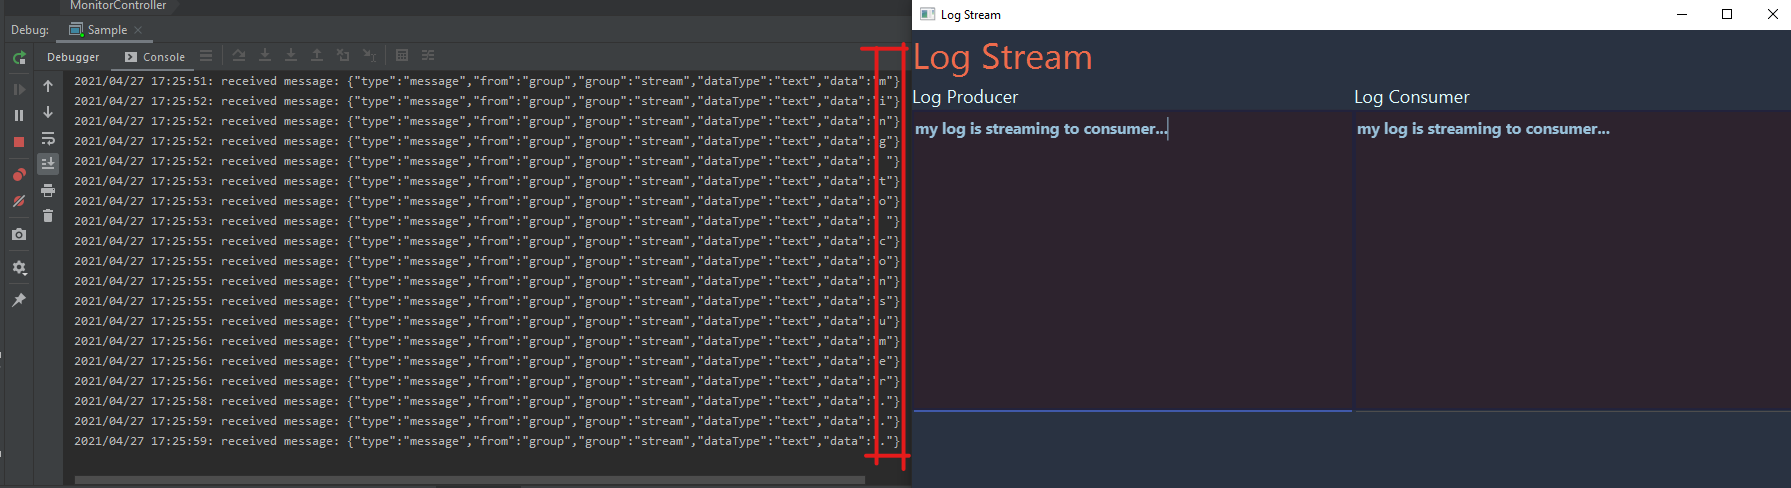 MonitorController
Debug: Sample
Debugger Console
2021/04/27 17:25:51: received message: {"type":"message","from":"group","group":"stream","dataType":"text","data":"m"}
2021/04/27 17:25:52: received message: {"type":"message","from":"group","group":"stream","dataType":"text","data":"i"}
2021/04/27 17:25:52: received message: {"type":"message","from":"group","group":"stream","dataType":"text","data":"n"}
2021/04/27 17:25:52: received message: {"type":"message","from":"group","group":"stream","dataType":"text","data":"g"}
2021/04/27 17:25:52: received message: {"type":"message","from":"group","group":"stream","dataType":"text","data":" "}
2021/04/27 17:25:53: received message: {"type":"message","from":"group","group":"stream","dataType":"text","data":"t"}
2021/04/27 17:25:53: received message: {"type":"message","from":"group","group":"stream","dataType":"text","data":"o"}
2021/04/27 17:25:53: received message: {"type":"message","from":"group","group":"stream","dataType":"text","data":" "}
2021/04/27 17:25:55: received message: {"type":"message","from":"group","group":"stream","dataType":"text","data":"c"}
2021/04/27 17:25:55: received message: {"type":"message","from":"group","group":"stream","dataType":"text","data":"o"}
2021/04/27 17:25:55: received message: {"type":"message","from":"group","group":"stream","dataType":"text","data":"n"}
2021/04/27 17:25:55: received message: {"type":"message","from":"group","group":"stream","dataType":"text","data":"s"}
2021/04/27 17:25:55: received message: {"type":"message","from":"group","group":"stream","dataType":"text","data":"u"}
2021/04/27 17:25:56: received message: {"type":"message","from":"group","group":"stream","dataType":"text","data":"m"}
2021/04/27 17:25:56: received message: {"type":"message","from":"group","group":"stream","dataType":"text","data":"e"}
2021/04/27 17:25:56: received message: {"type":"message","from":"group","group":"stream","dataType":"text","data":"r"}
2021/04/27 17:25:58: received message: {"type":"message","from":"group","group":"stream","dataType":"text","data":"."}
2021/04/27 17:25:59: received message: {"type":"message","from":"group","group":"stream","dataType":"text","data":"."}
2021/04/27 17:25:59: received message: {"type":"message","from":"group","group":"stream","dataType":"text","data":"."}
Log Stream
Log Stream
Log Producer
my log is streaming to consumer...
Log Consumer
my log is streaming to consumer...